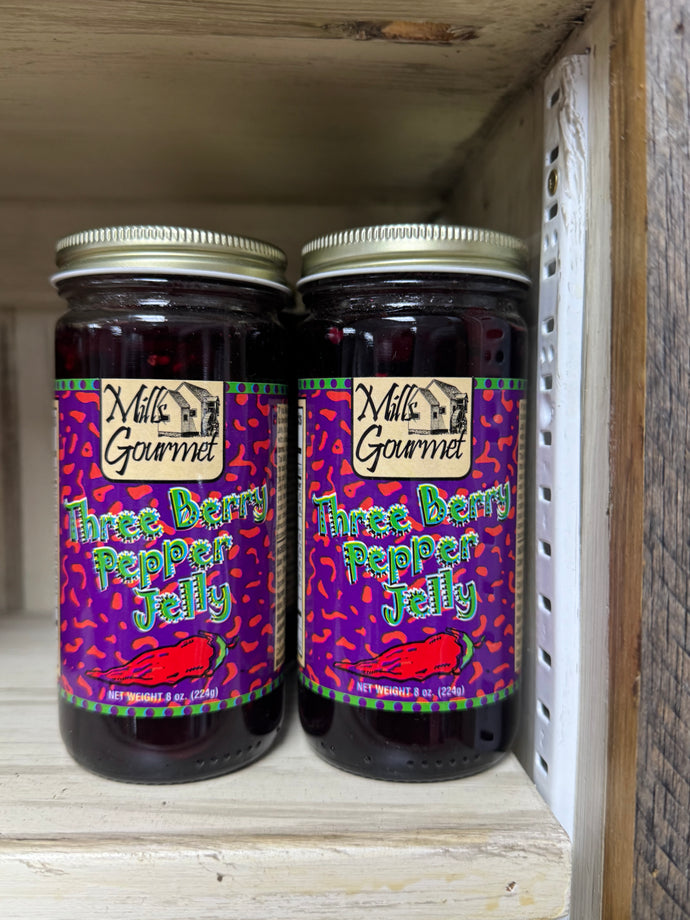 Mills
Gourmet
Three Berry
Pepper
Jelly
NET WEIGHT 8 oz. (224g)
Mills
Gourmet
Three Berry
Pepper
Jelly
NET WEIGHT 8 oz. (224g)